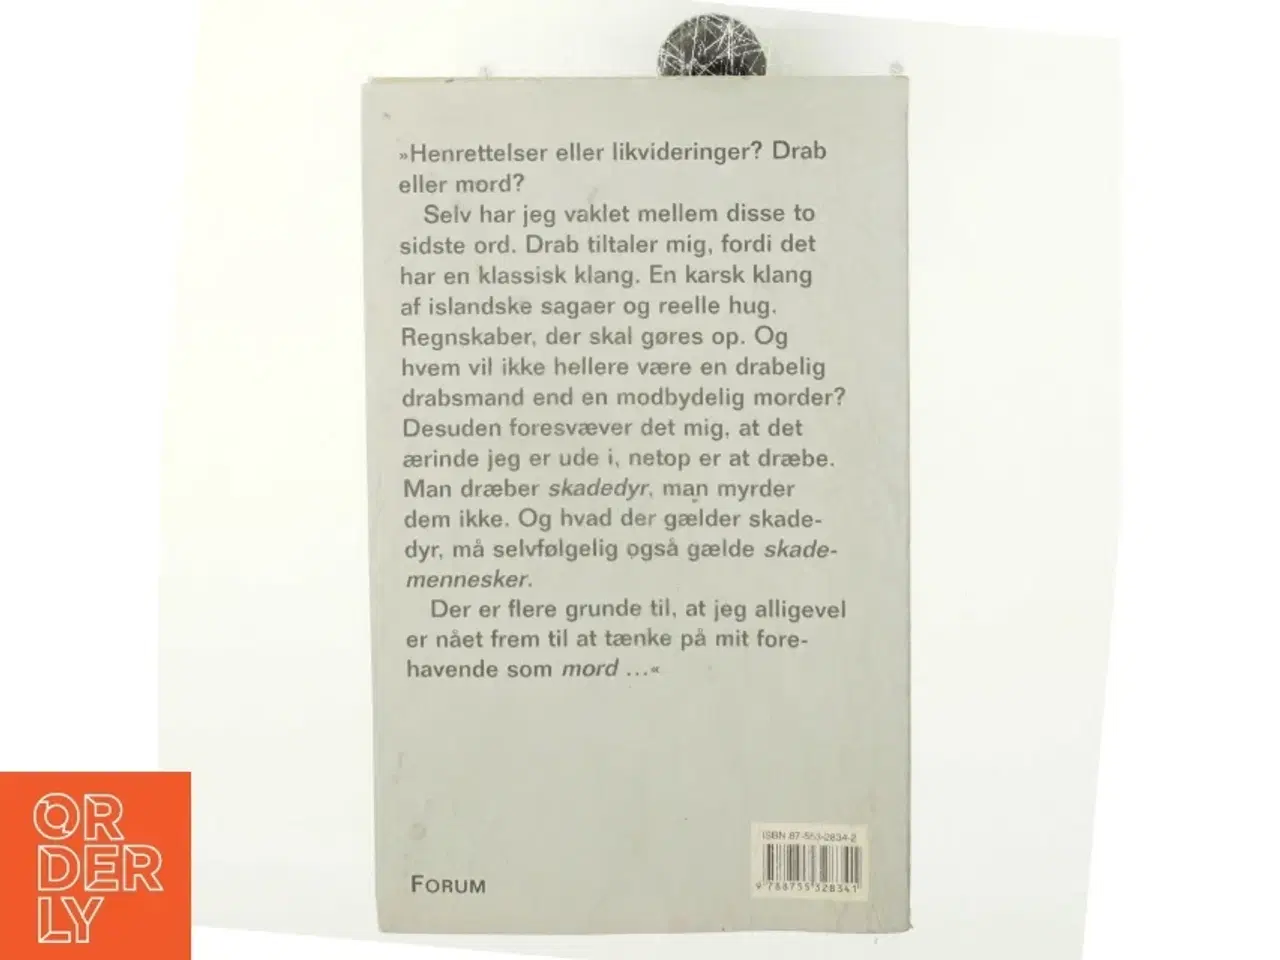 »Henrettelser eller likvideringer? Drab
eller mord?
Selv har jeg vaklet mellem disse to
sidste ord. Drab tiltaler mig, fordi det
har en klassisk klang. En karsk klang
af islandske sagaer og reelle hug.
Regnskaber, der skal gøres op. Og
hvem vil ikke hellere være en drabelig
drabsmand end en modbydelig morder?
Desuden foresvæver det mig, at det
ærinde jeg er ude i, netop er at dræbe.
Man dræber skadedyr, man myrder
dem ikke. Og hvad der gælder skade-
dyr, må selvfølgelig også gælde skade-
mennesker.
Der er flere grunde til, at jeg alligevel
er nået frem til at tænke på mit fore-
havende som mord ...«
FORUM
ISBN 87-553-2834-2
9 788755 328341
OR
DER
LY